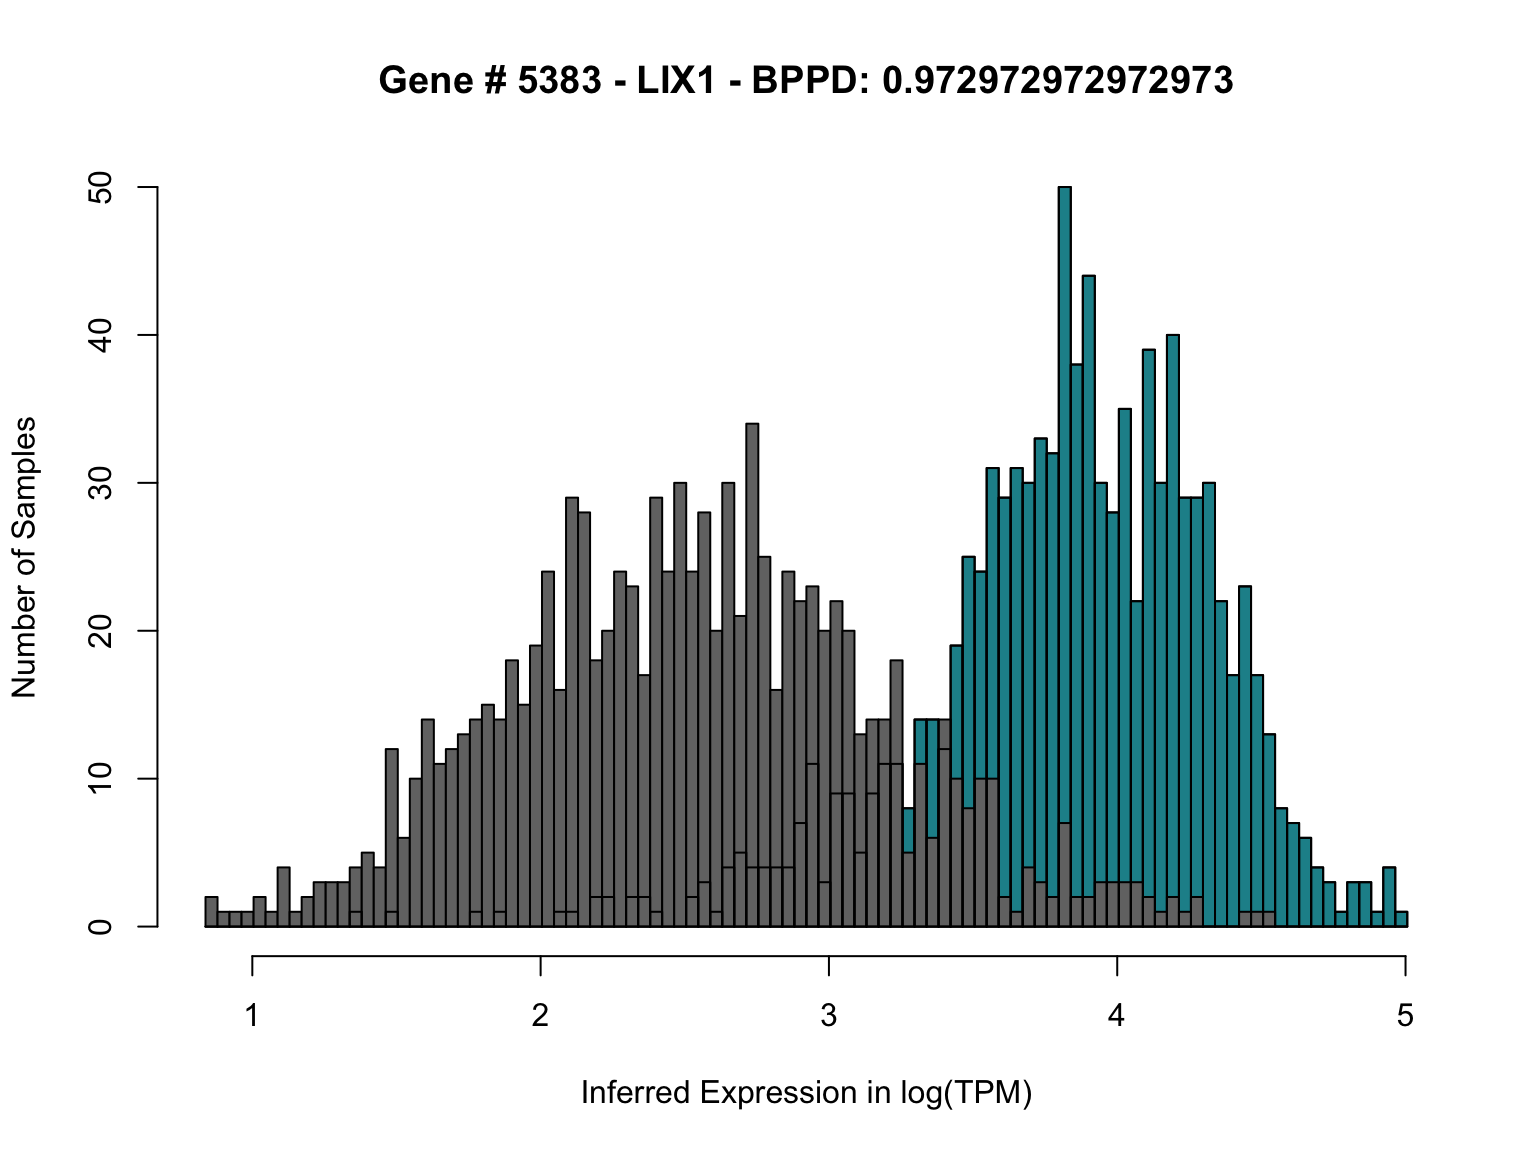 Gene # 5383 - LIX1 - BPPD: 0.972972972972973
Number of Samples
50
40
30
20
10
0
1 2 3 4 5
Inferred Expression in log(TPM)